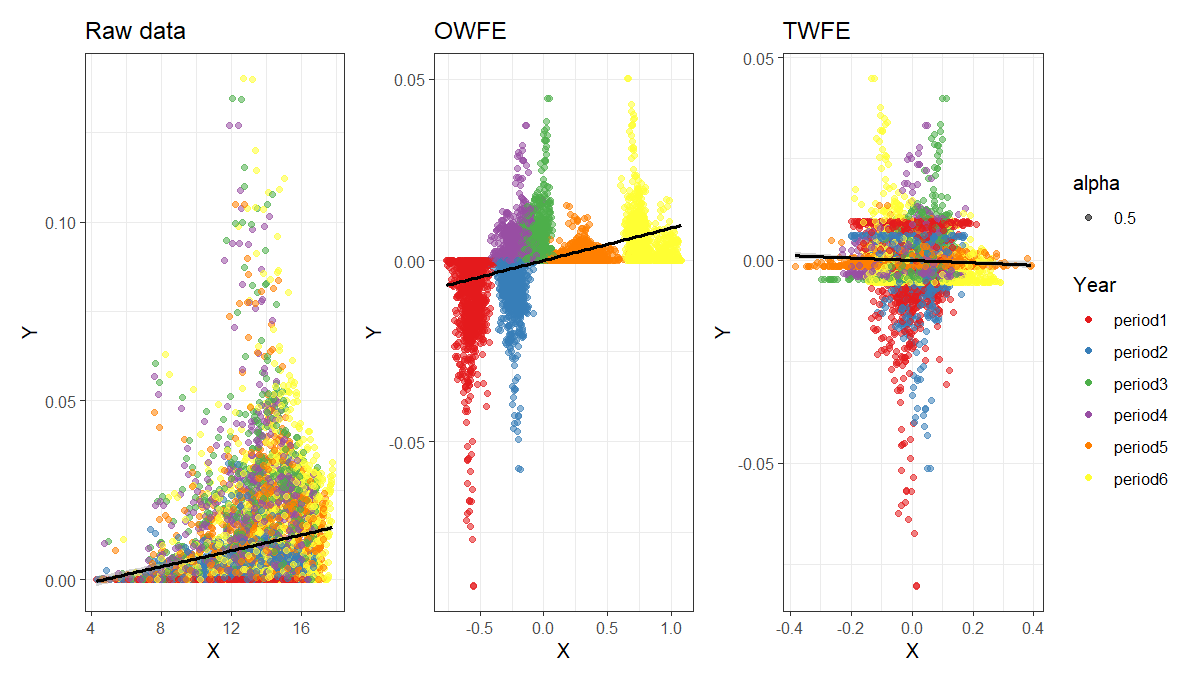 Raw data
OWFE
TWFE
Y
0.10
0.05
0.00
4
8
12
16
X
Y
0.05
0.00
-0.05
-0.5
0.0
0.5
1.0
X
Y
0.05
0.00
-0.05
-0.4
-0.2
0.0
0.2
0.4
X
alpha
0.5
Year
period1
period2
period3
period4
period5
period6